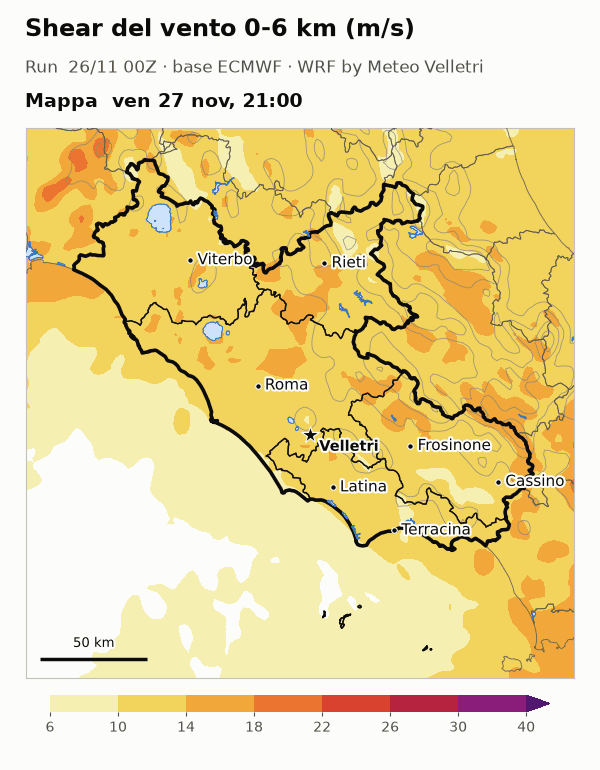 Shear del vento 0-6 km (m/s)
Run  26/11 00Z · base ECMWF · WRF by Meteo Velletri
Mappa  ven 27 nov, 21:00
Viterbo
Rieti
Roma
Velletri
Frosinone
Cassino
Latina
Terracina
50 km
6 10 14 18 22 26 30 40